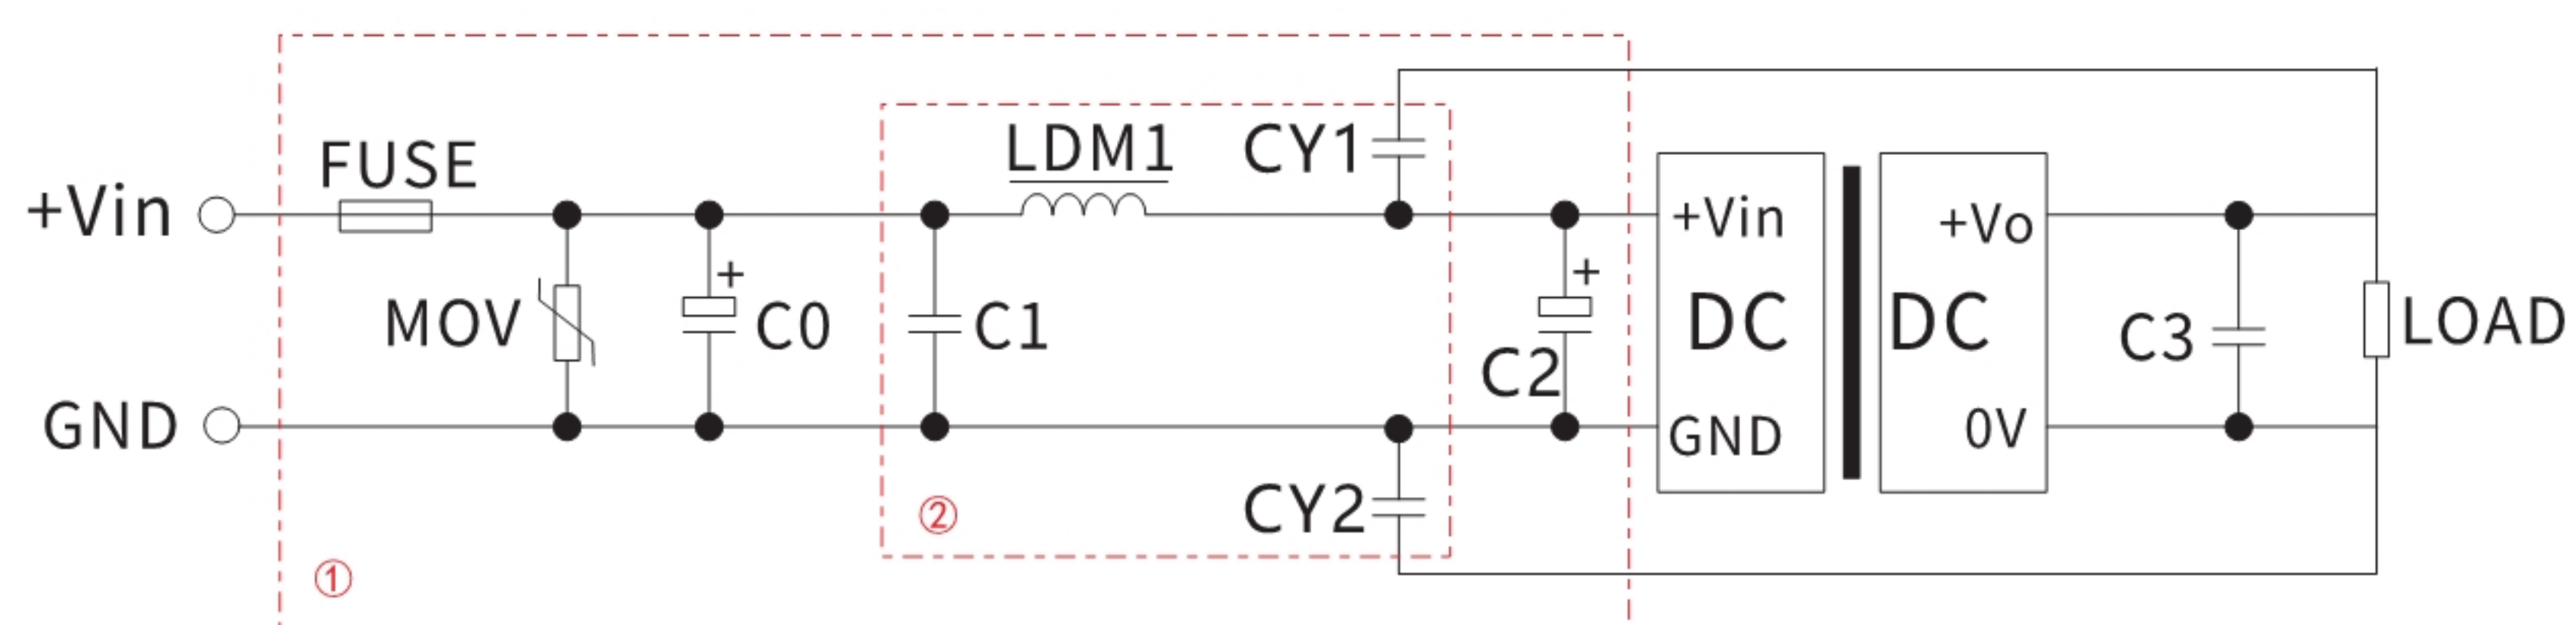 FUSE
LDM1
CY1
+Vin
+Vin
+Vo
MOV
+
C0
C1
+
C2
DC
DC
C3
LOAD
GND
GND
0V
②
CY2
①